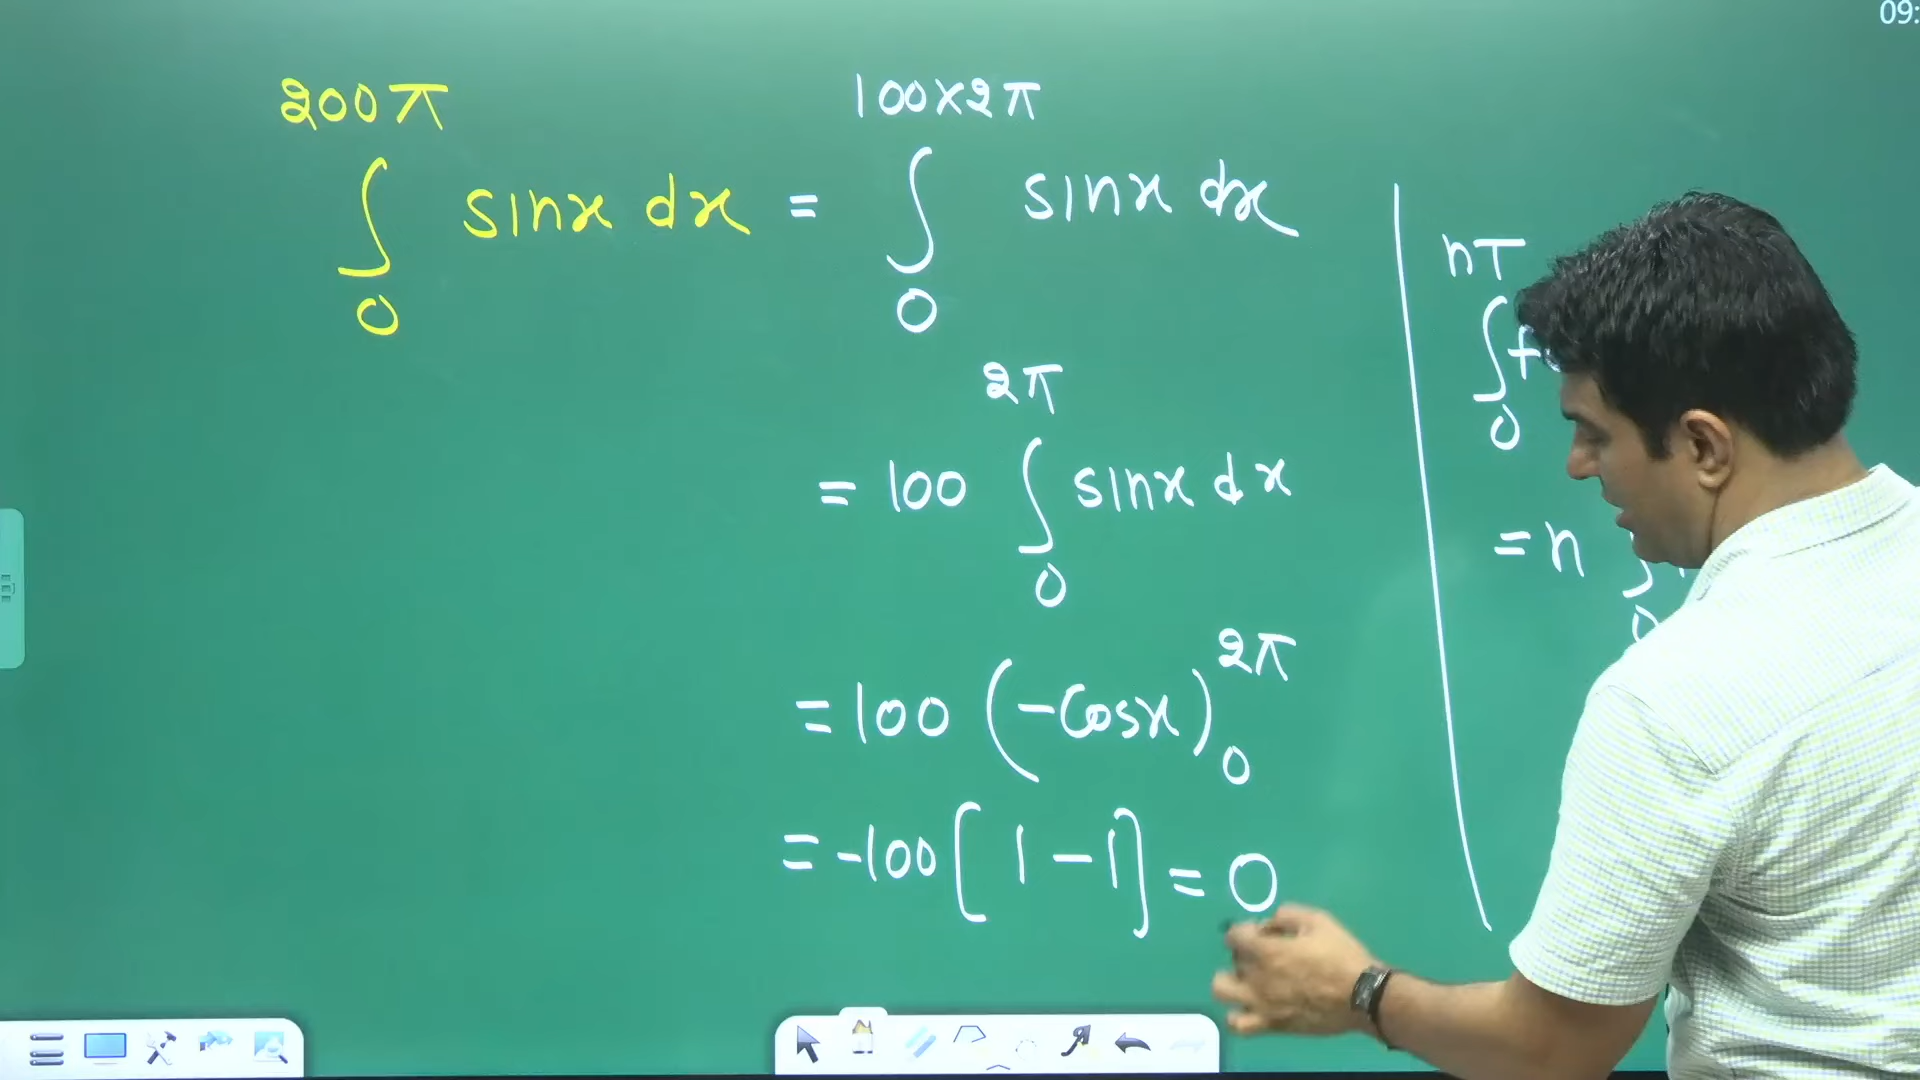 09:
200π 100×2π
∫ sinx dx = ∫ sinx dx
0 0
2π
= 100 ∫ sinx dx
0
= 100 (-cosx)
2π
0
= -100 [ 1 - 1 ] = 0
nT
∫ f
0
= n ∫
0